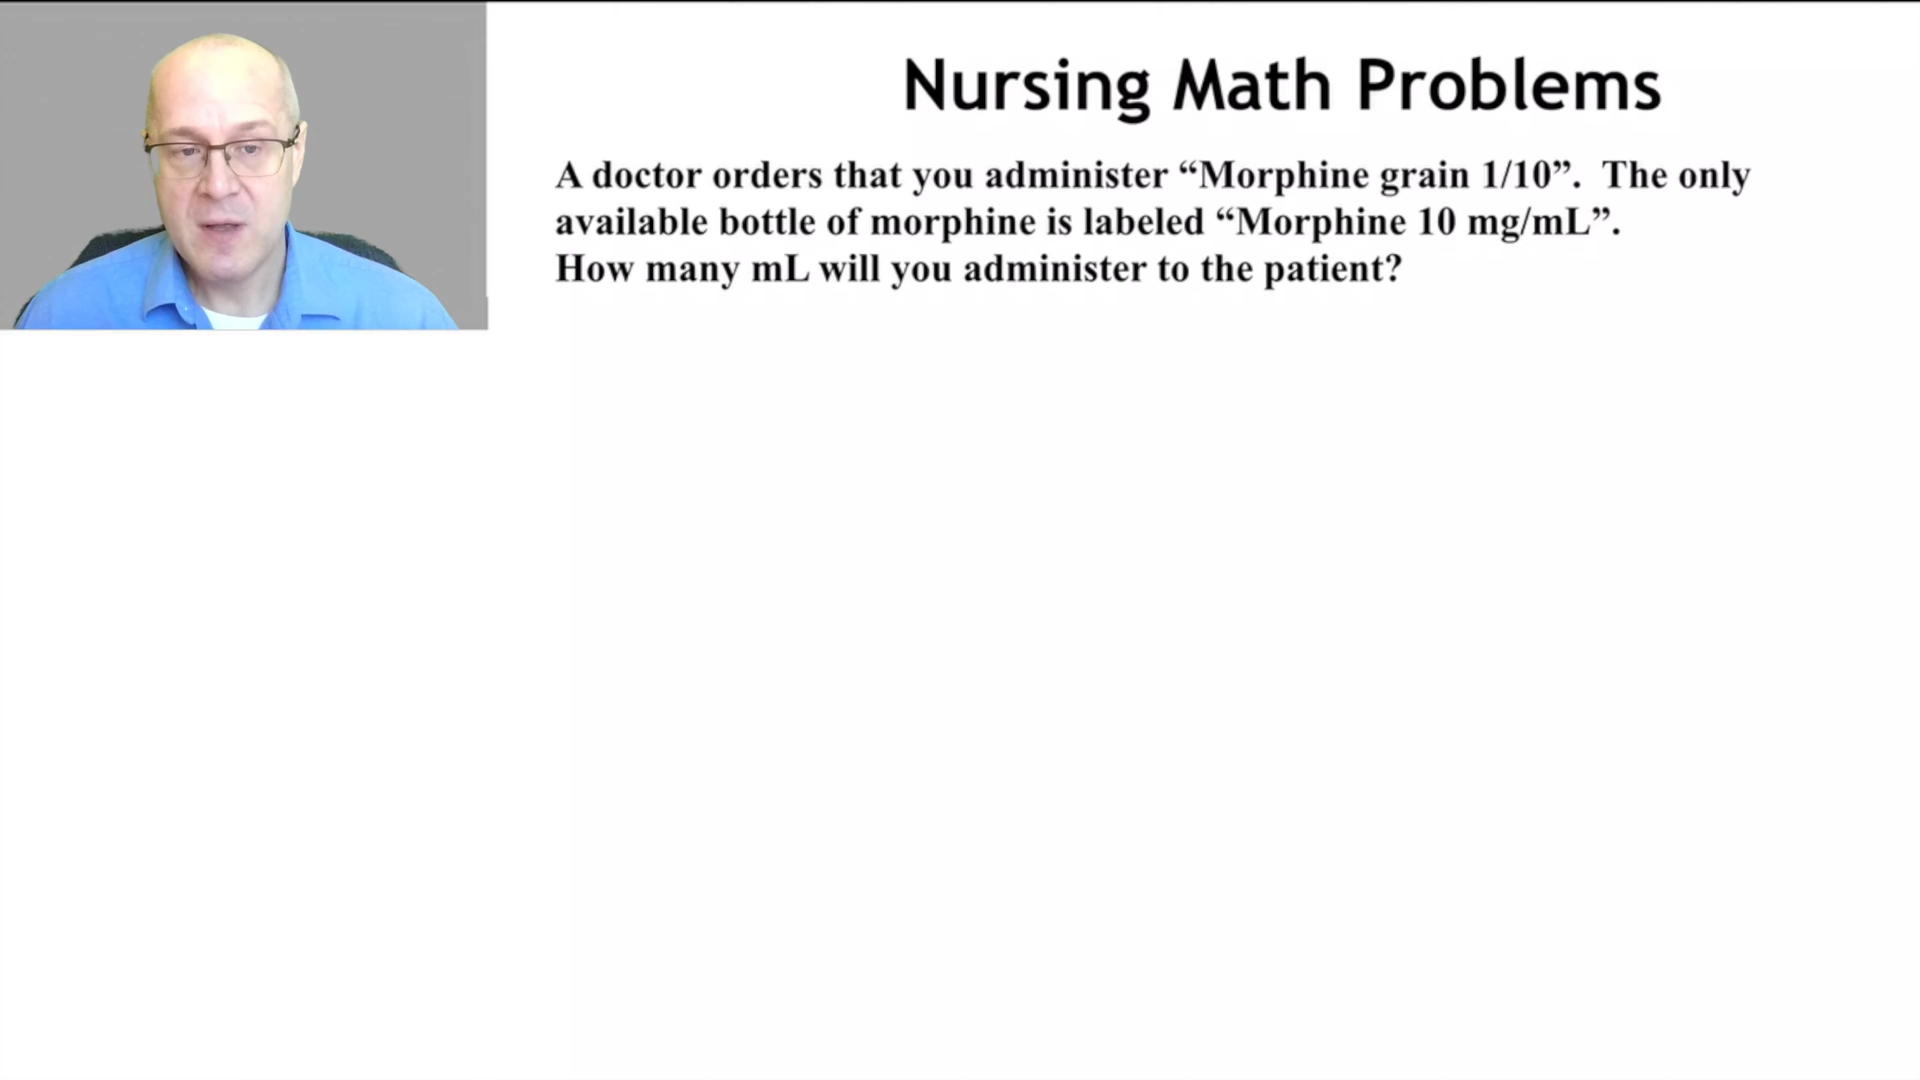 Nursing Math Problems
A doctor orders that you administer “Morphine grain 1/10”.  The only
available bottle of morphine is labeled “Morphine 10 mg/mL”.
How many mL will you administer to the patient?